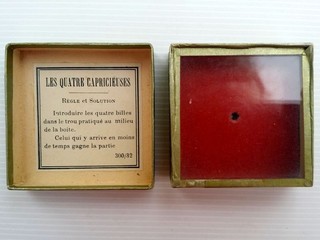 LES QUATRE CAPRICIEUSES
RÈGLE et SOLUTION
Introduire les quatre billes
dans le trou pratiqué au milieu
de la boîte.
Celui qui y arrive en moins
de temps gagne la partie
300/82